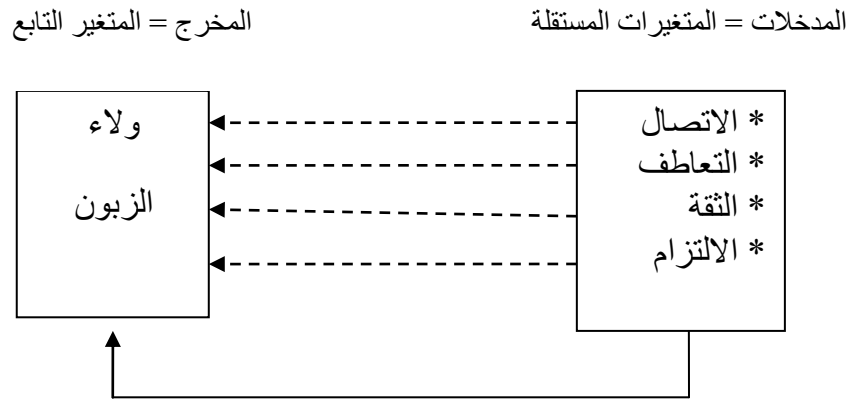 المدخلات = المتغيرات المستقلة
المخرج = المتغير التابع
* الاتصال
* التعاطف
* الثقة
* الالتزام
ولاء
الزبون